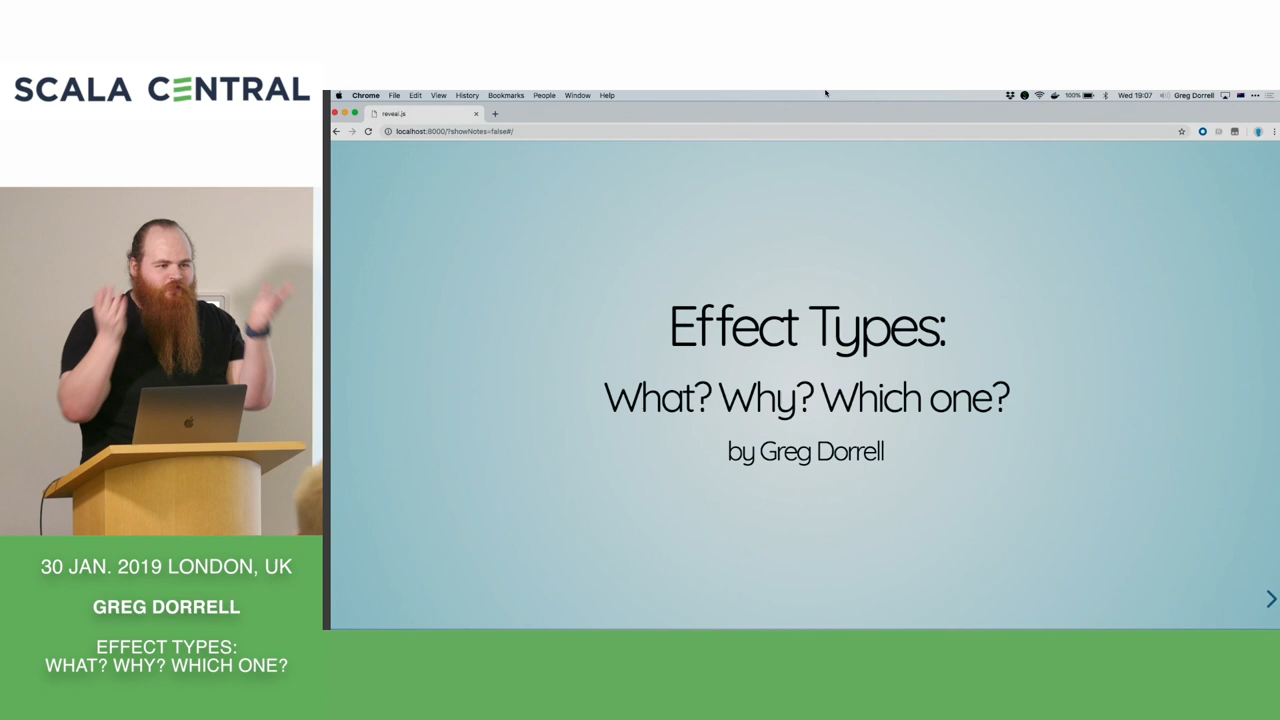 SCALA CENTRAL
Chrome File Edit View History Bookmarks People Window Help
100% Wed 19:07 Greg Dorrell
reveal.js
localhost:8000/?showNotes=false#/
Effect Types:
What? Why? Which one?
by Greg Dorrell
30 JAN. 2019 LONDON, UK
GREG DORRELL
EFFECT TYPES:
WHAT? WHY? WHICH ONE?